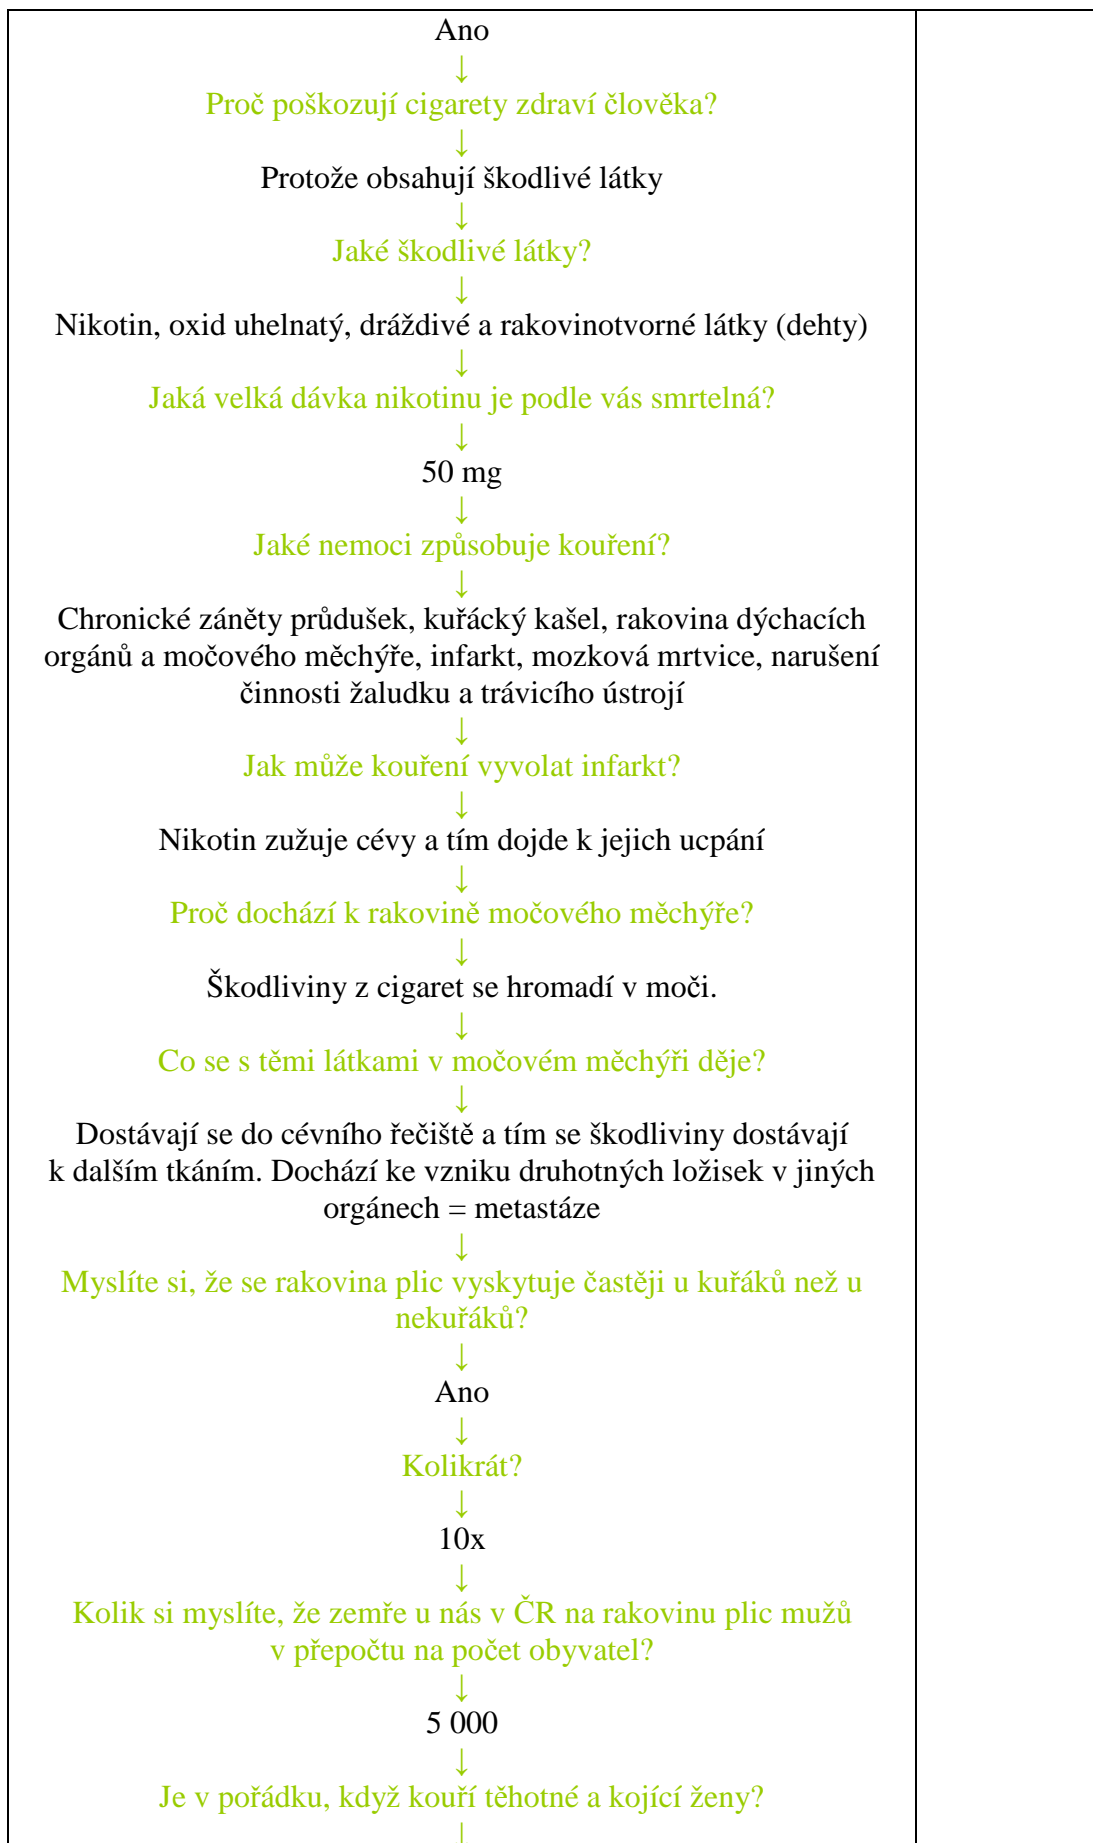 Ano
↓
Proč poškozují cigarety zdraví člověka?
↓
Protože obsahují škodlivé látky
↓
Jaké škodlivé látky?
↓
Nikotin, oxid uhelnatý, dráždivé a rakovinotvorné látky (dehty)
↓
Jaká velká dávka nikotinu je podle vás smrtelná?
↓
50 mg
↓
Jaké nemoci způsobuje kouření?
↓
Chronické záněty průdušek, kuřácký kašel, rakovina dýchacích
orgánů a močového měchýře, infarkt, mozková mrtvice, narušení
činnosti žaludku a trávicího ústrojí
↓
Jak může kouření vyvolat infarkt?
↓
Nikotin zužuje cévy a tím dojde k jejich ucpání
↓
Proč dochází k rakovině močového měchýře?
↓
Škodliviny z cigaret se hromadí v moči.
↓
Co se s těmi látkami v močovém měchýři děje?
↓
Dostávají se do cévního řečiště a tím se škodliviny dostávají
k dalším tkáním. Dochází ke vzniku druhotných ložisek v jiných
orgánech = metastáze
↓
Myslíte si, že se rakovina plic vyskytuje častěji u kuřáků než u
nekuřáků?
↓
Ano
↓
Kolikrát?
↓
10x
↓
Kolik si myslíte, že zemře u nás v ČR na rakovinu plic mužů
v přepočtu na počet obyvatel?
↓
5 000
↓
Je v pořádku, když kouří těhotné a kojící ženy?